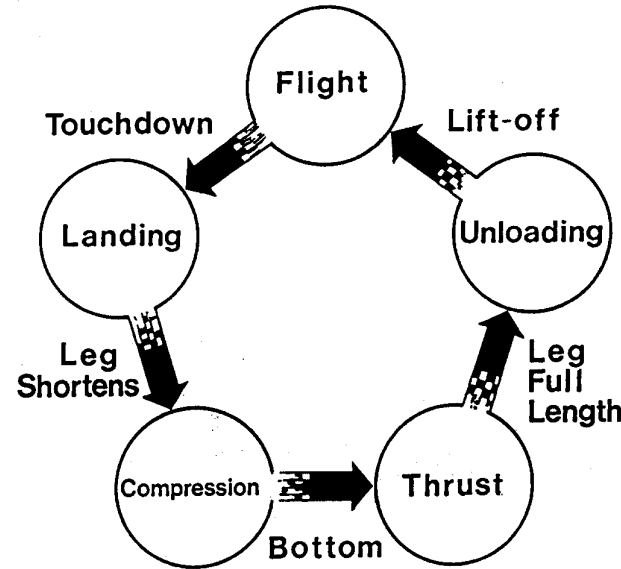 Flight
Touchdown
Lift-off
Landing
Unloading
Leg
Shortens
Leg
Full
Length
Compression
Thrust
Bottom